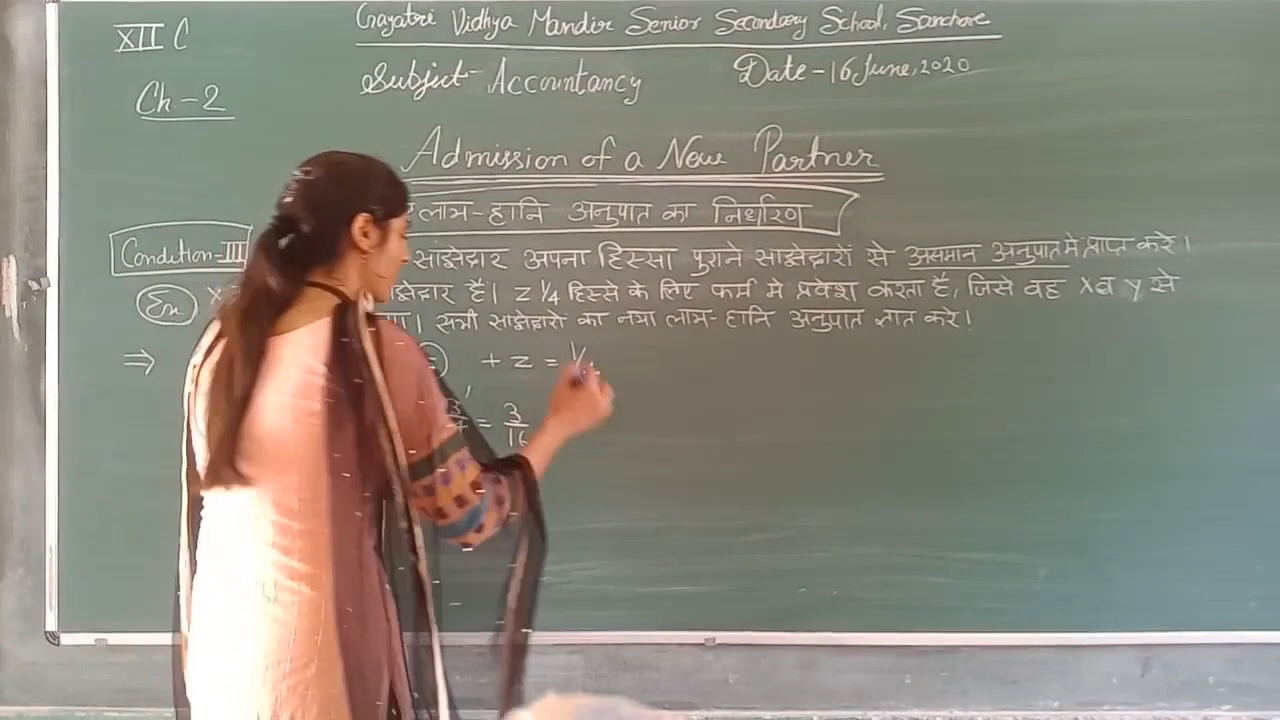 XII C
Gayatri Vidhya Mandir Senior Secondary School, Sanchore
Subject - Accountancy
Date - 16 June, 2020
Ch - 2
Admission of a New Partner
लाभ-हानि अनुपात का निर्धारण
Condition-III
साझेदार अपना हिस्सा पुराने साझेदारों से असमान अनुपात में प्राप्त करे।
Ex X
है। Z 1/4 हिस्से के लिए फर्म मे प्रवेश करता है, जिसे वह X व Y से
। सभी साझेदारो का नया लाभ-हानि अनुपात ज्ञात करे।
⇒ + Z = 1/
3/4 = 3/16